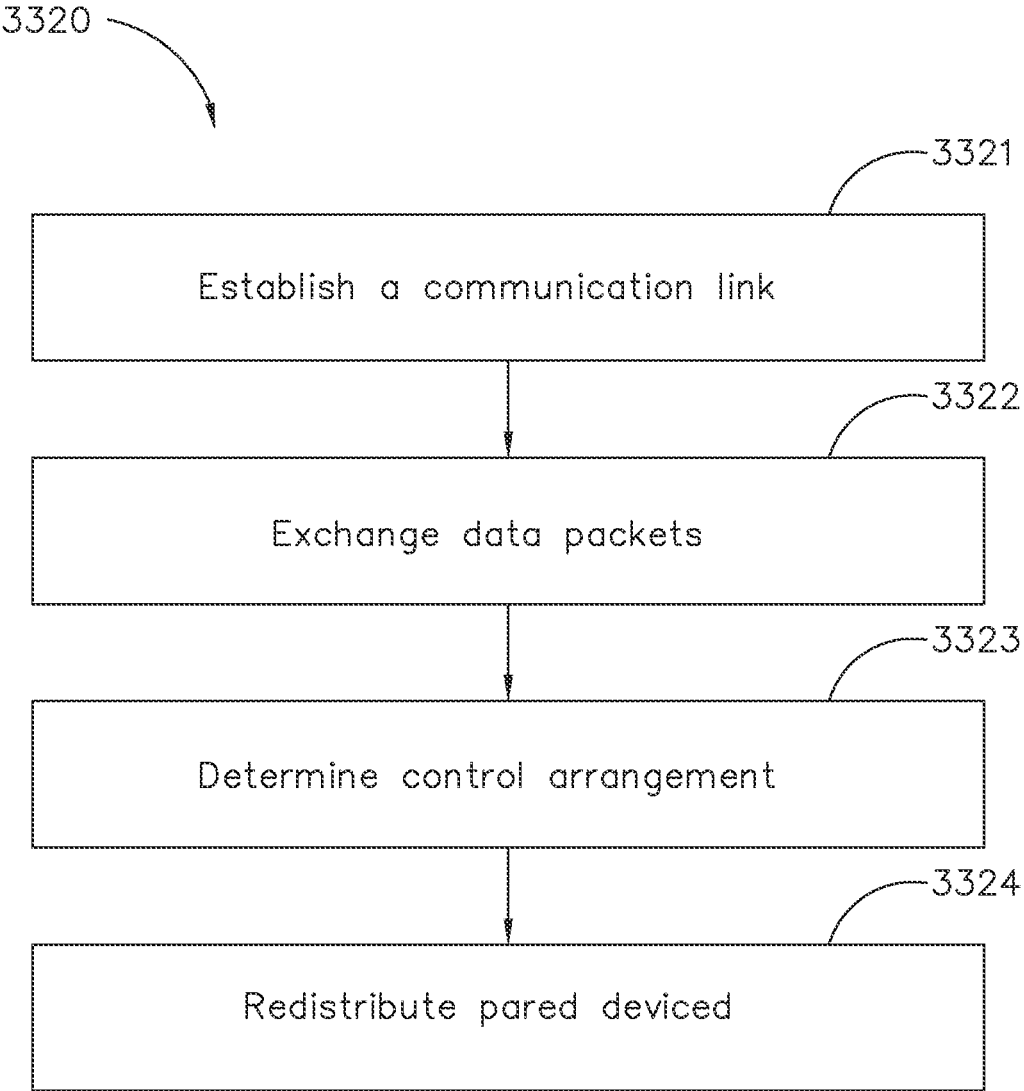 3320
3321
Establish a communication link
3322
Exchange data packets
3323
Determine control arrangement
3324
Redistribute pared deviced